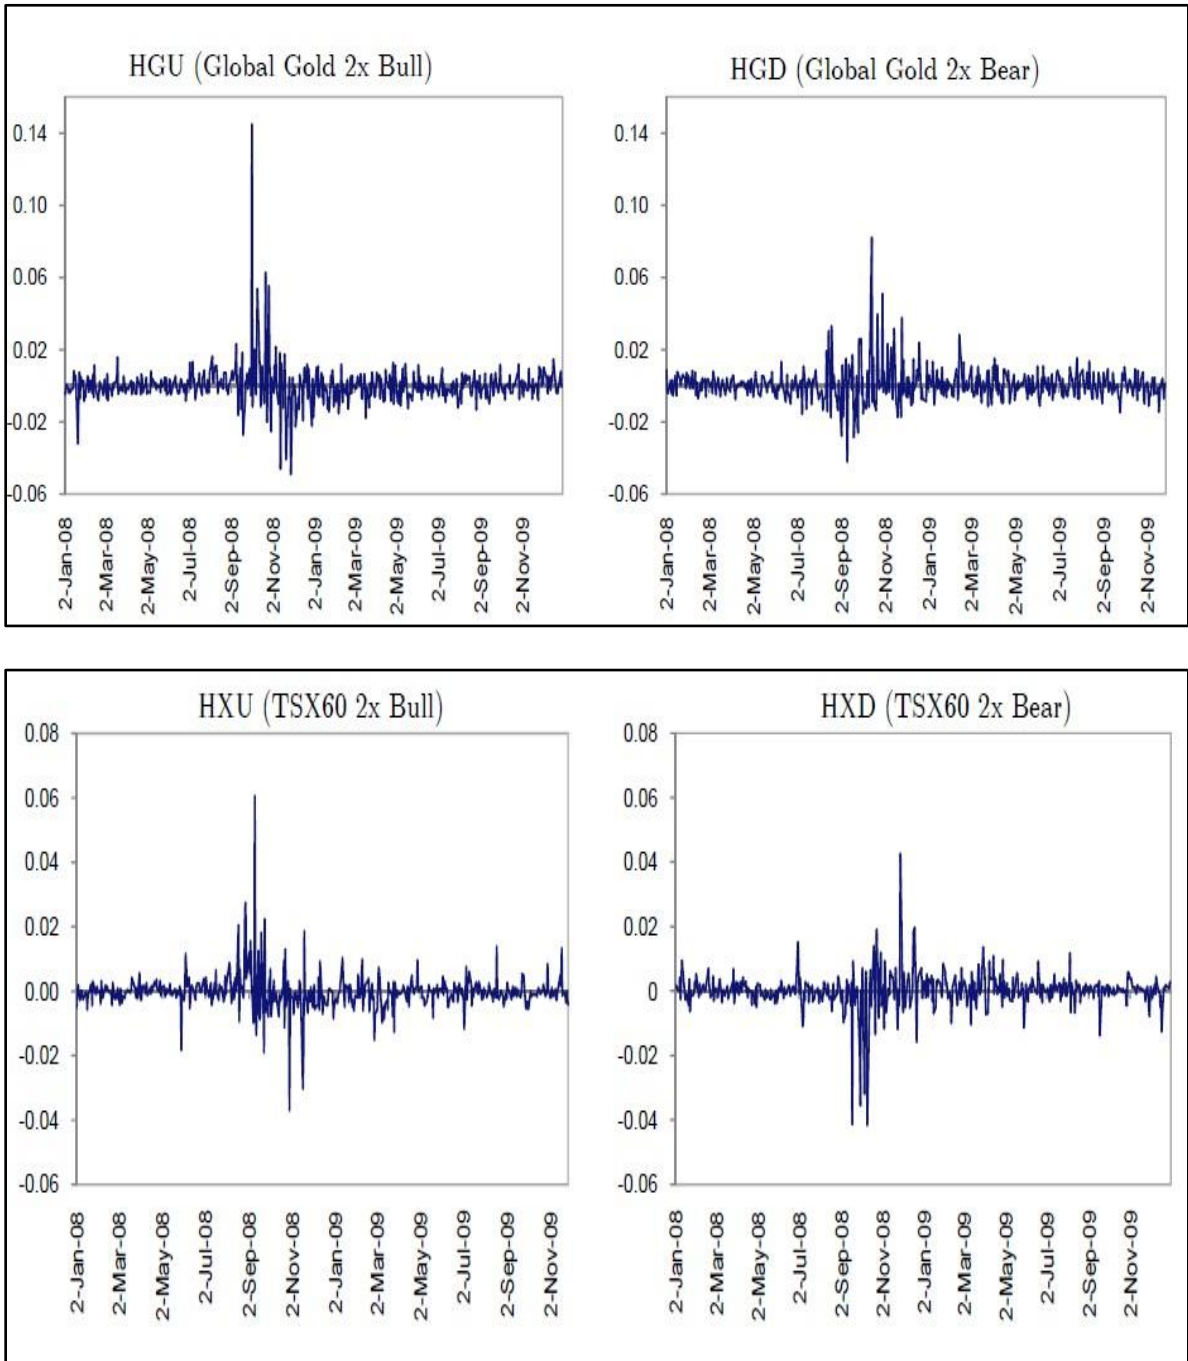 HGU (Global Gold 2x Bull)
0.14
0.10
0.06
0.02
-0.02
-0.06
2-Jan-08
2-Mar-08
2-May-08
2-Jul-08
2-Sep-08
2-Nov-08
2-Jan-09
2-Mar-09
2-May-09
2-Jul-09
2-Sep-09
2-Nov-09
HGD (Global Gold 2x Bear)
0.14
0.10
0.06
0.02
-0.02
-0.06
2-Jan-08
2-Mar-08
2-May-08
2-Jul-08
2-Sep-08
2-Nov-08
2-Jan-09
2-Mar-09
2-May-09
2-Jul-09
2-Sep-09
2-Nov-09
HXU (TSX60 2x Bull)
0.08
0.06
0.04
0.02
0.00
-0.02
-0.04
-0.06
2-Jan-08
2-Mar-08
2-May-08
2-Jul-08
2-Sep-08
2-Nov-08
2-Jan-09
2-Mar-09
2-May-09
2-Jul-09
2-Sep-09
2-Nov-09
HXD (TSX60 2x Bear)
0.08
0.06
0.04
0.02
0
-0.02
-0.04
-0.06
2-Jan-08
2-Mar-08
2-May-08
2-Jul-08
2-Sep-08
2-Nov-08
2-Jan-09
2-Mar-09
2-May-09
2-Jul-09
2-Sep-09
2-Nov-09